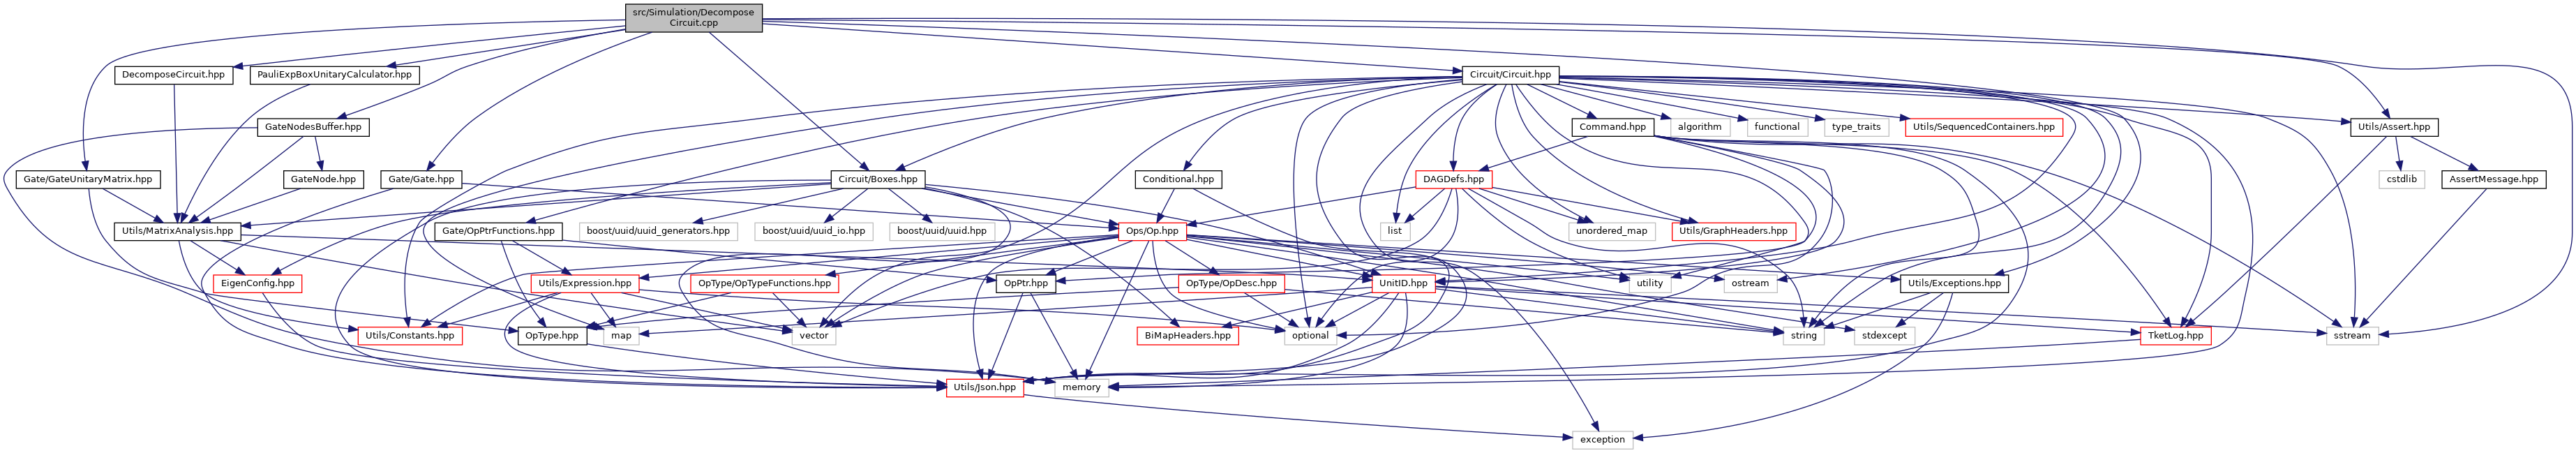 src/Simulation/Decompose
Circuit.cpp
DecomposeCircuit.hpp
PauliExpBoxUnitaryCalculator.hpp
Circuit/Circuit.hpp
GateNodesBuffer.hpp
Command.hpp
algorithm
functional
type_traits
Utils/SequencedContainers.hpp
Utils/Assert.hpp
Gate/GateUnitaryMatrix.hpp
GateNode.hpp
Gate/Gate.hpp
Circuit/Boxes.hpp
Conditional.hpp
DAGDefs.hpp
cstdlib
AssertMessage.hpp
Utils/MatrixAnalysis.hpp
Gate/OpPtrFunctions.hpp
boost/uuid/uuid_generators.hpp
boost/uuid/uuid_io.hpp
boost/uuid/uuid.hpp
Ops/Op.hpp
list
unordered_map
Utils/GraphHeaders.hpp
EigenConfig.hpp
Utils/Expression.hpp
OpType/OpTypeFunctions.hpp
OpPtr.hpp
OpType/OpDesc.hpp
UnitID.hpp
utility
ostream
Utils/Exceptions.hpp
Utils/Constants.hpp
OpType.hpp
map
vector
BiMapHeaders.hpp
optional
string
stdexcept
TketLog.hpp
sstream
Utils/Json.hpp
memory
exception